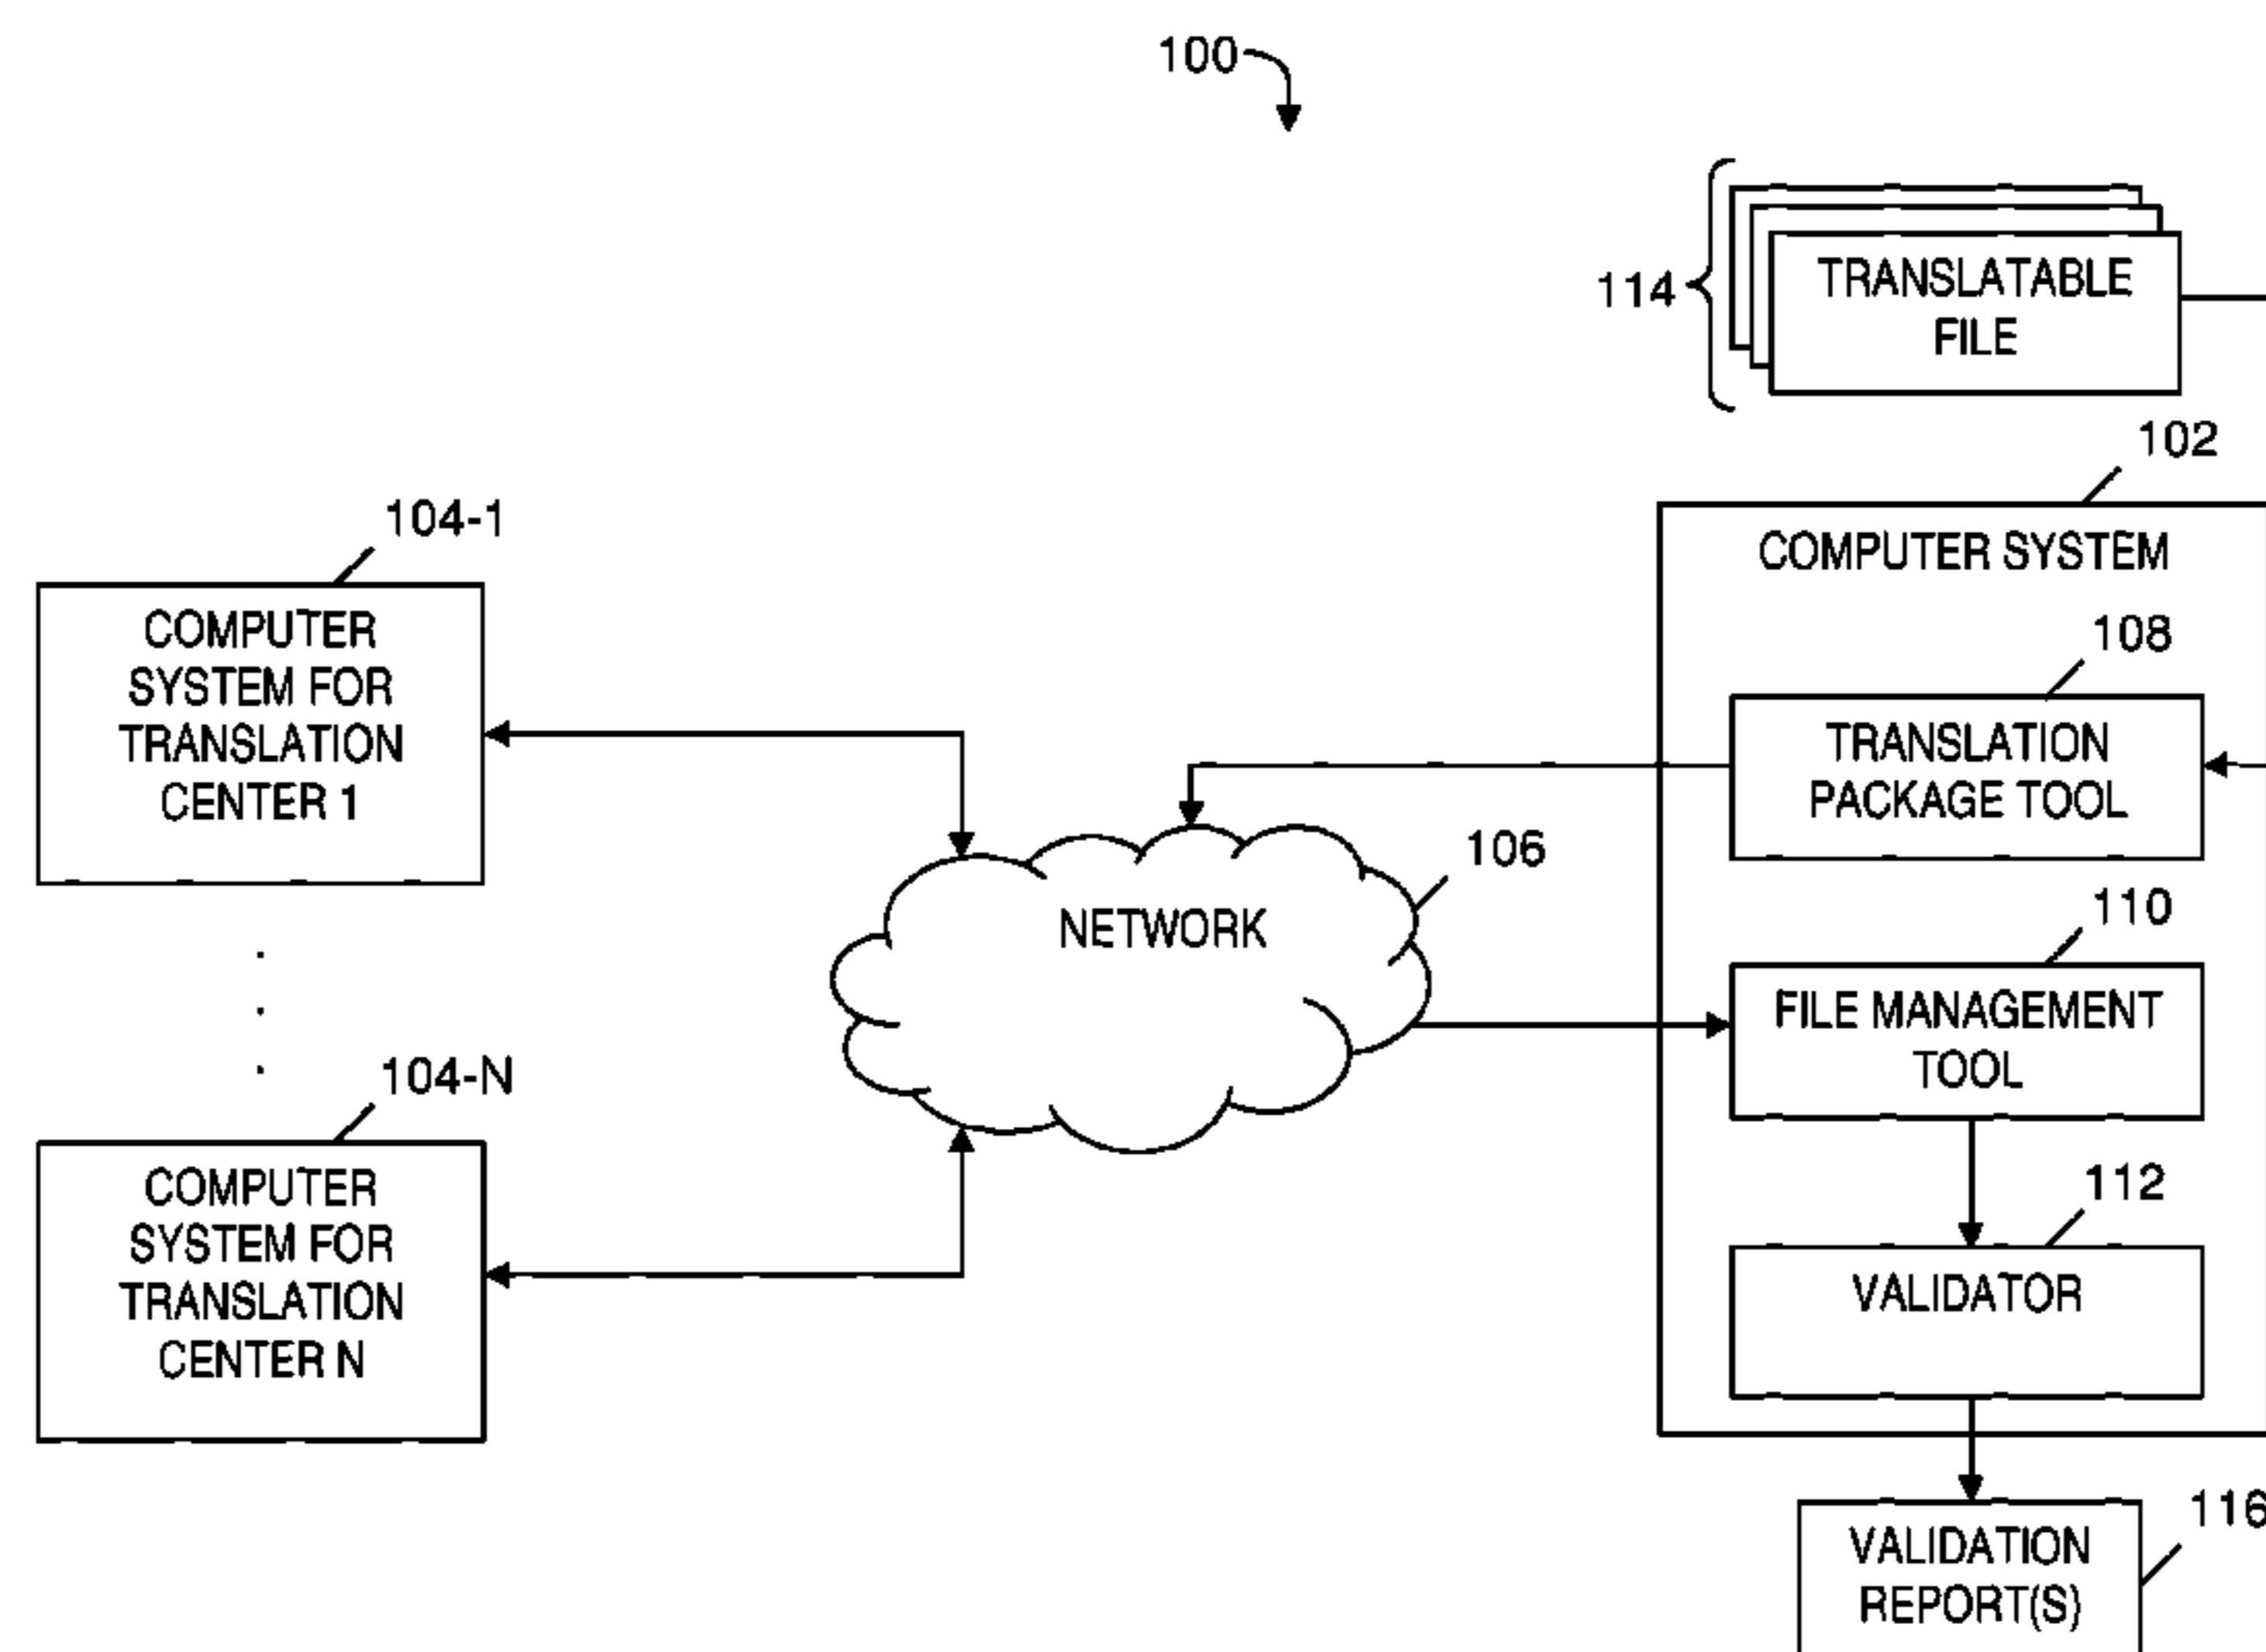 100
114
TRANSLATABLE
FILE
102
COMPUTER SYSTEM
104-1
COMPUTER
SYSTEM FOR
TRANSLATION
CENTER 1
108
TRANSLATION
PACKAGE TOOL
106
NETWORK
110
FILE MANAGEMENT
TOOL
104-N
COMPUTER
SYSTEM FOR
TRANSLATION
CENTER N
112
VALIDATOR
116
VALIDATION
REPORT(S)